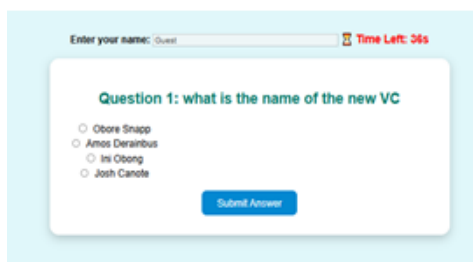 Enter your name: Guest ⏳ Time Left: 36s
Question 1: what is the name of the new VC
Obore Snapp
Amos Derainbus
Ini Obong
Josh Canote
Submit Answer